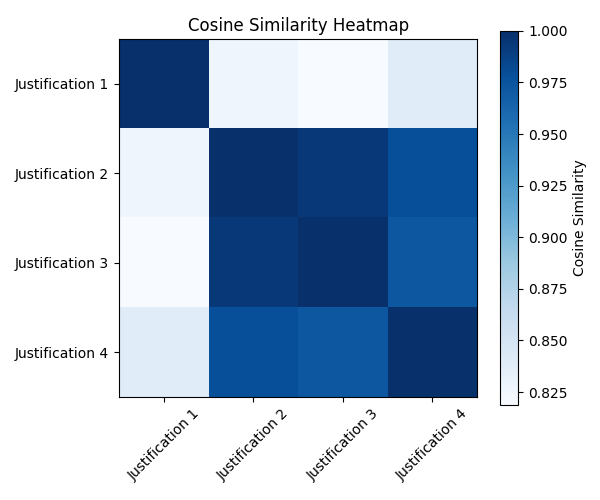 Cosine Similarity Heatmap
Justification 1
Justification 2
Justification 3
Justification 4
Justification 1
Justification 2
Justification 3
Justification 4
1.000
0.975
0.950
0.925
0.900
0.875
0.850
0.825
Cosine Similarity